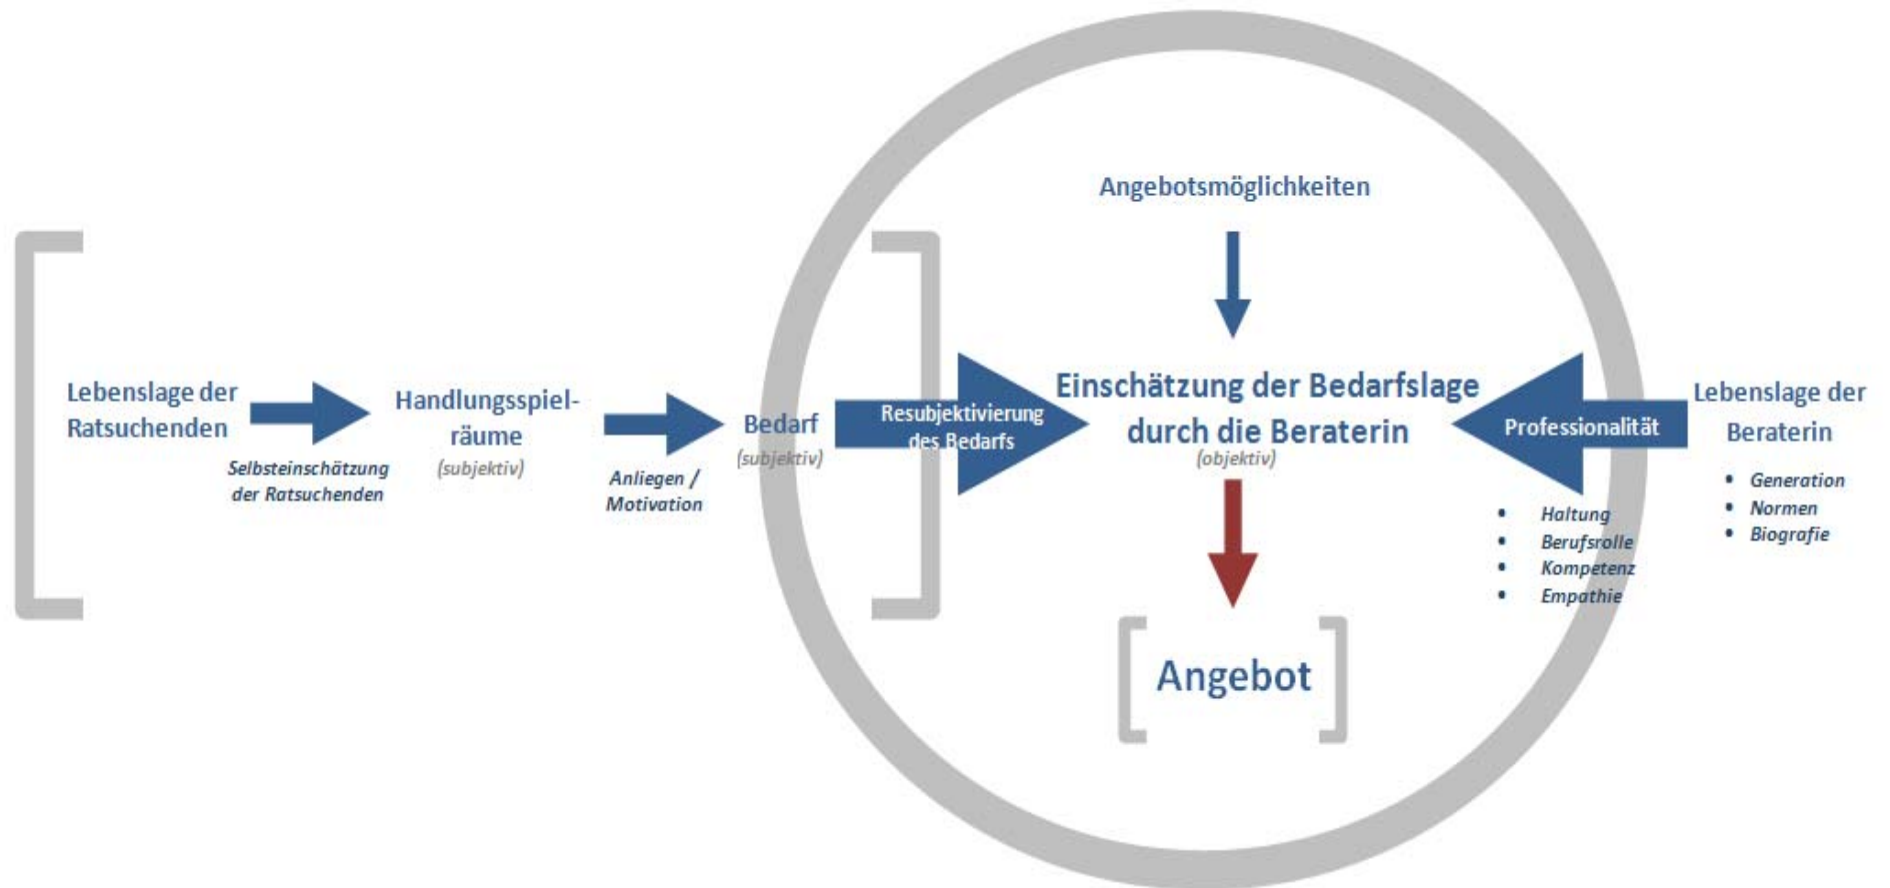 Angebotsmöglichkeiten
Lebenslage der
Ratsuchenden
Selbsteinschätzung
der Ratsuchenden
Handlungsspiel-
räume
(subjektiv)
Anliegen /
Motivation
Bedarf
(subjektiv)
Resubjektivierung
des Bedarfs
Einschätzung der Bedarfslage
durch die Beraterin
(objektiv)
Professionalität
• Haltung
• Berufsrolle
• Kompetenz
• Empathie
Lebenslage der
Beraterin
• Generation
• Normen
• Biografie
Angebot